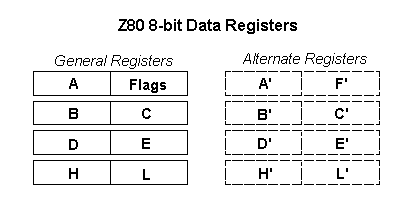 Z80 8-bit Data Registers
General Registers
Alternate Registers
A Flags A' F'
B C B' C'
D E D' E'
H L H' L'